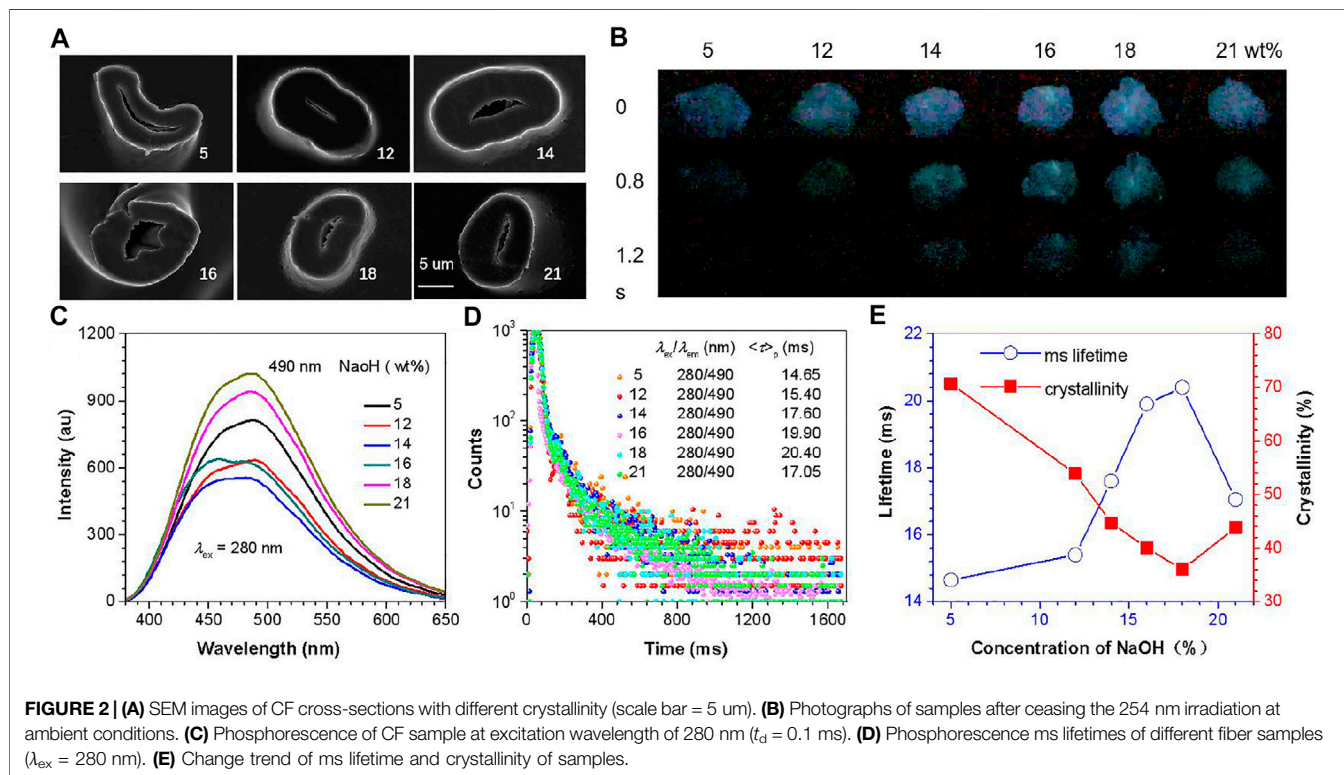 A
5
12
14
16
18
21
5 um
B
5 12 14 16 18 21 wt%
0
0.8
1.2
s
C
1200
900
600
300
0
Intensity (au)
490 nm NaoH ( wt%)
5
12
14
16
18
21
λex = 280 nm
400 450 500 550 600 650
Wavelength (nm)
D
10³
10²
10¹
10⁰
Counts
λex/λem (nm) <τ>p (ms)
5 280/490 14.65
12 280/490 15.40
14 280/490 17.60
16 280/490 19.90
18 280/490 20.40
21 280/490 17.05
0 400 800 1200 1600
Time (ms)
E
22
20
18
16
14
Lifetime (ms)
ms lifetime
crystallinity
80
70
60
50
40
30
Crystallinity (%)
5 10 15 20
Concentration of NaOH (%)
FIGURE 2 | (A) SEM images of CF cross-sections with different crystallinity (scale bar = 5 um). (B) Photographs of samples after ceasing the 254 nm irradiation at
ambient conditions. (C) Phosphorescence of CF sample at excitation wavelength of 280 nm (td = 0.1 ms). (D) Phosphorescence ms lifetimes of different fiber samples
(λex = 280 nm). (E) Change trend of ms lifetime and crystallinity of samples.